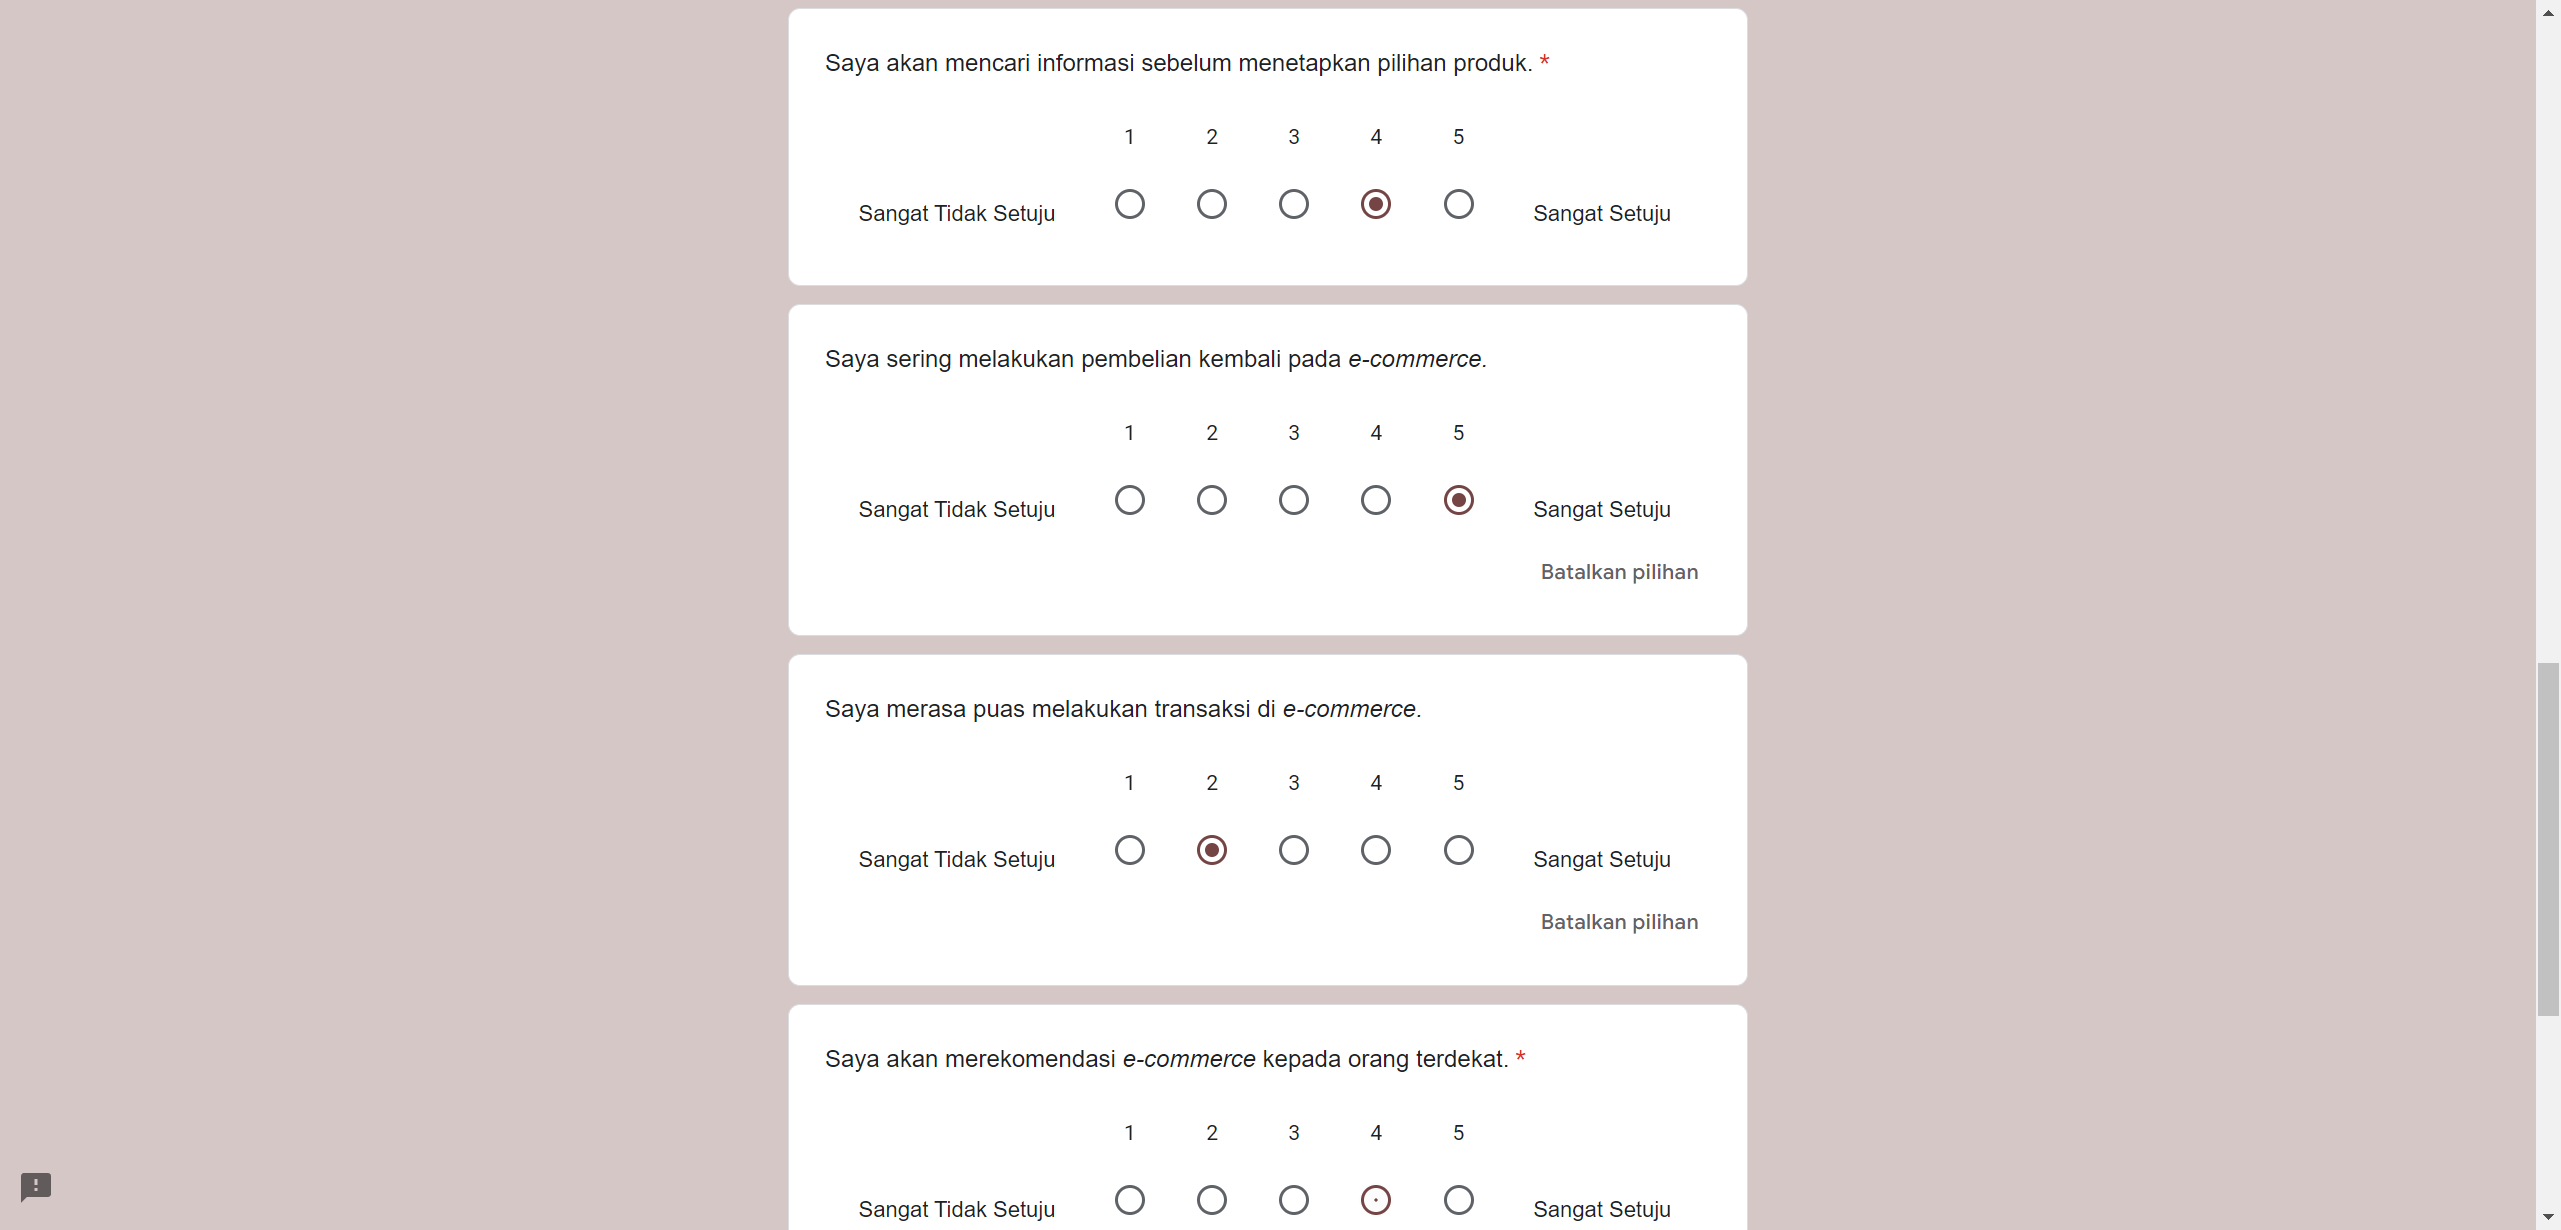 Saya akan mencari informasi sebelum menetapkan pilihan produk. *
1 2 3 4 5
Sangat Tidak Setuju Sangat Setuju
Saya sering melakukan pembelian kembali pada e-commerce.
1 2 3 4 5
Sangat Tidak Setuju Sangat Setuju
Batalkan pilihan
Saya merasa puas melakukan transaksi di e-commerce.
1 2 3 4 5
Sangat Tidak Setuju Sangat Setuju
Batalkan pilihan
Saya akan merekomendasi e-commerce kepada orang terdekat. *
1 2 3 4 5
Sangat Tidak Setuju Sangat Setuju